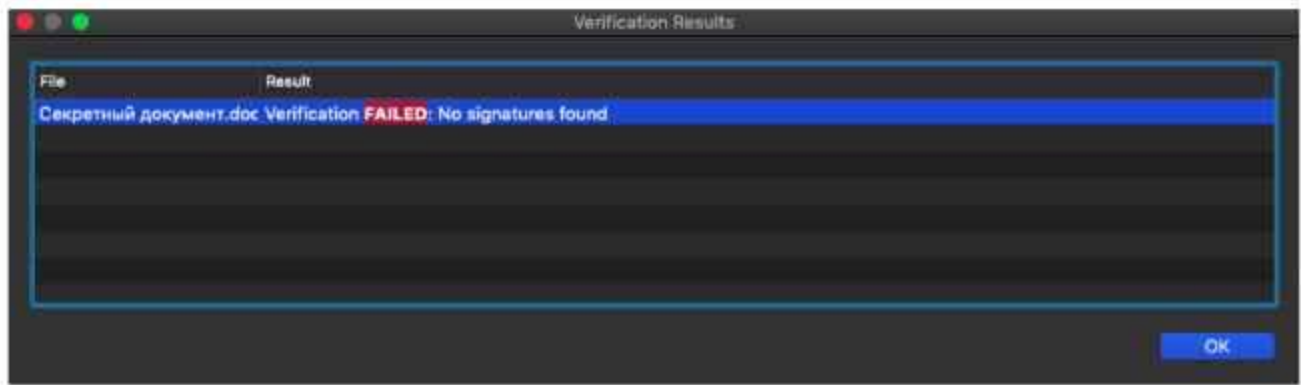 Verification Results
File Result
Секретный документ.doc Verification FAILED: No signatures found
OK